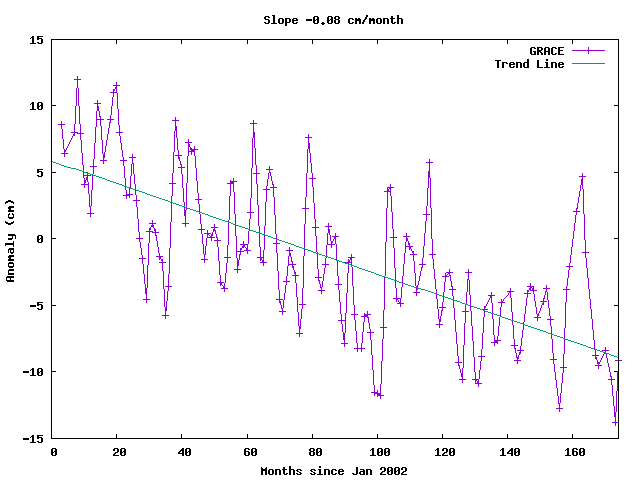 Slope -0.08 cm/month
GRACE
Trend Line
15
10
5
0
-5
-10
-15
Anomaly (cm)
0 20 40 60 80 100 120 140 160
Months since Jan 2002